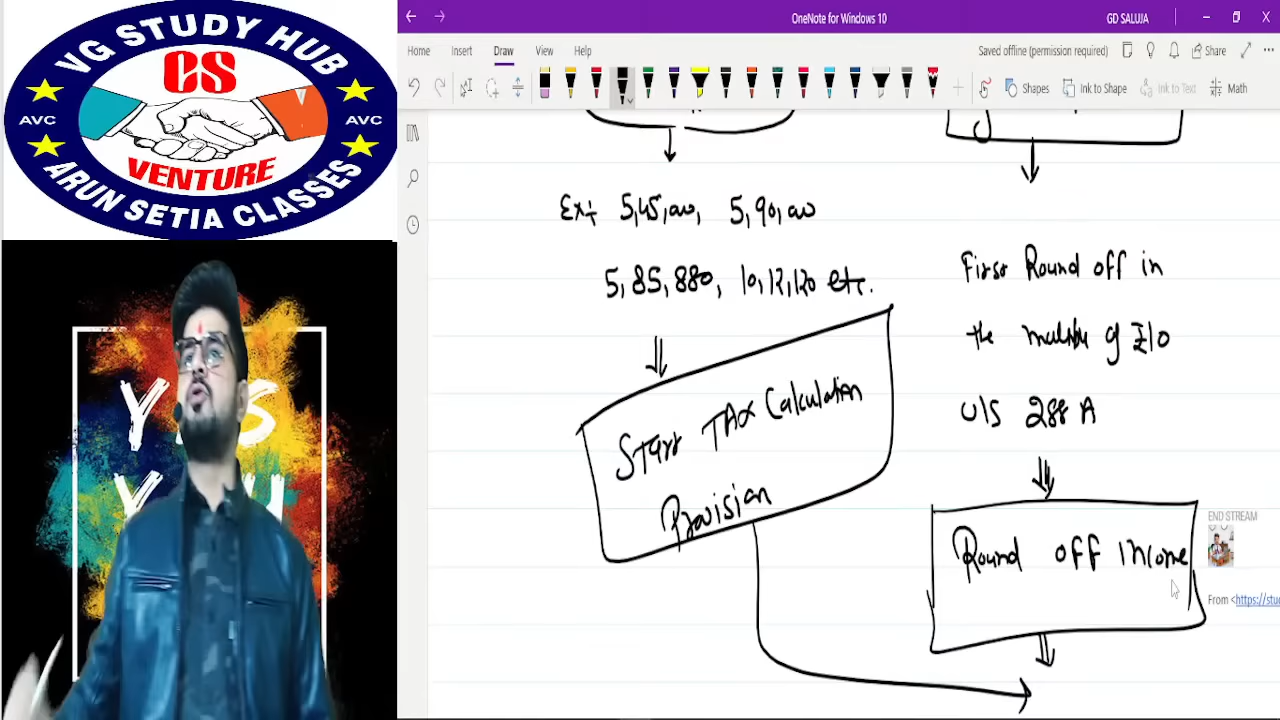 VG STUDY HUB
CS
AVC
AVC
VENTURE
ARUN SETIA CLASSES
YES
OneNote for Windows 10
GD SALUJA
Home Insert Draw View Help
Saved offline (permission required)
Share
Shapes
Ink to Shape
Ink to Text
Math
Ex: 5,45,000, 5,90,000
5,85,880, 10,12,120 etc.
Start Tax Calculation
Provision
First Round off in
the multiple of ₹10
U/S 288 A
Round off Income
END STREAM
From <https://stu